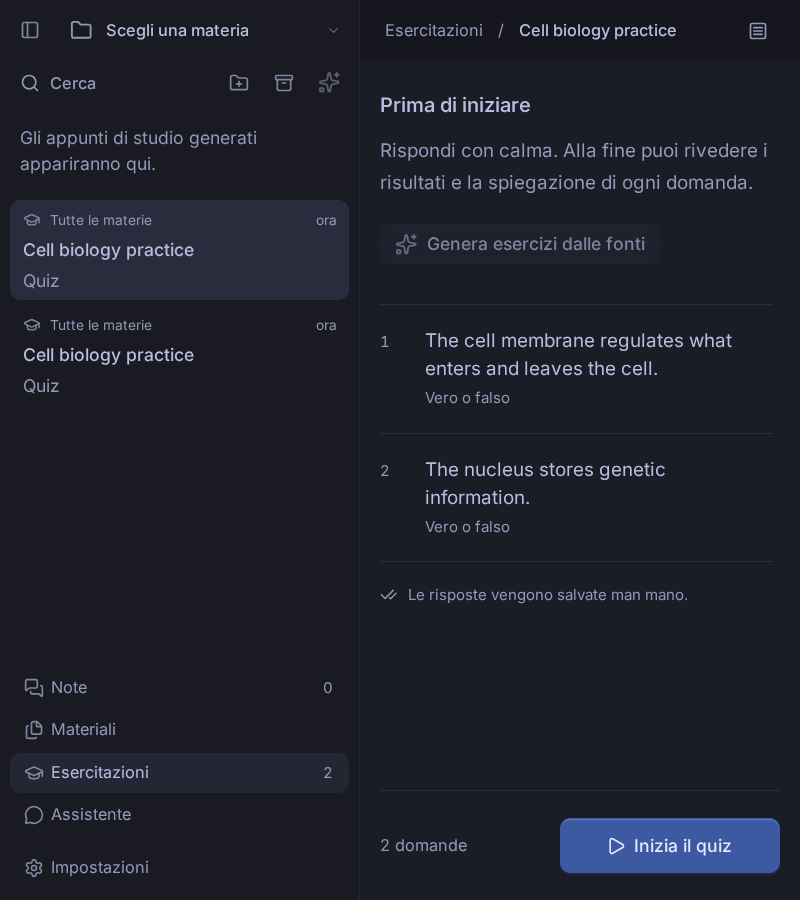 Scegli una materia
Cerca
Gli appunti di studio generati
appariranno qui.
Tutte le materie ora
Cell biology practice
Quiz
Tutte le materie ora
Cell biology practice
Quiz
Note 0
Materiali
Esercitazioni 2
Assistente
Impostazioni
Esercitazioni / Cell biology practice
Prima di iniziare
Rispondi con calma. Alla fine puoi rivedere i
risultati e la spiegazione di ogni domanda.
Genera esercizi dalle fonti
1 The cell membrane regulates what
enters and leaves the cell.
Vero o falso
2 The nucleus stores genetic
information.
Vero o falso
Le risposte vengono salvate man mano.
2 domande
Inizia il quiz